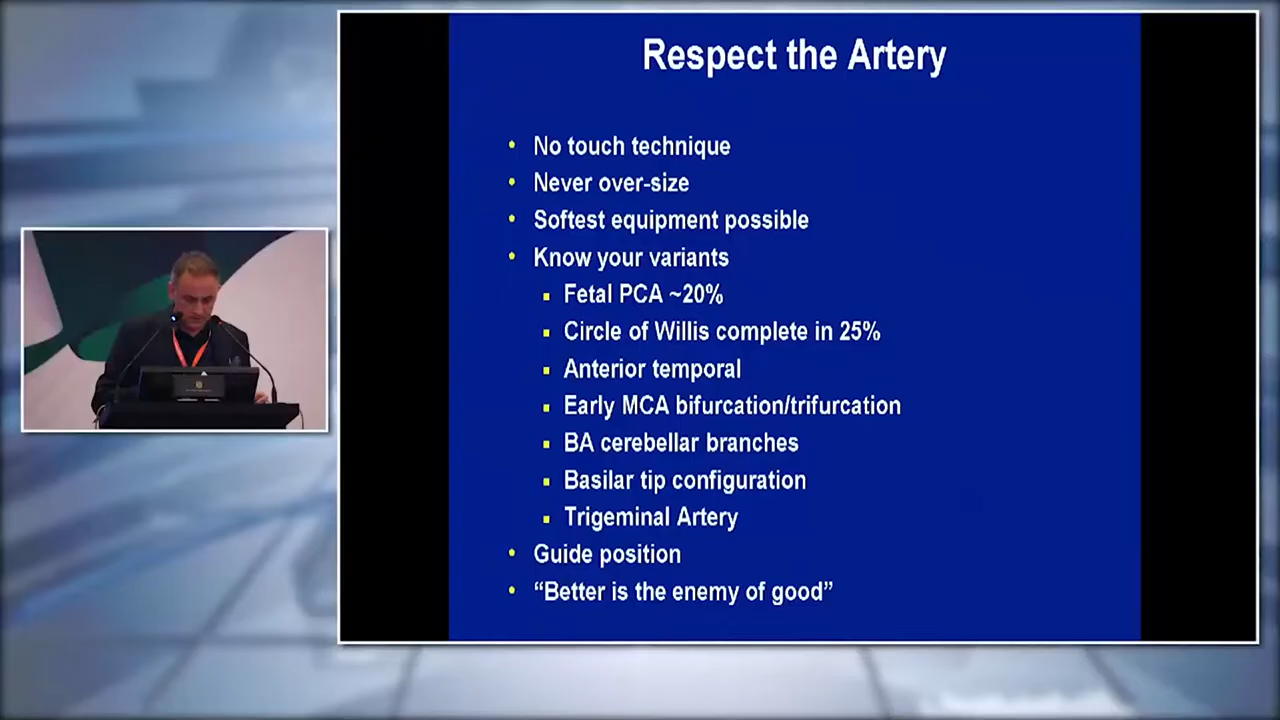 Respect the Artery
• No touch technique
• Never over-size
• Softest equipment possible
• Know your variants
▪ Fetal PCA ~20%
▪ Circle of Willis complete in 25%
▪ Anterior temporal
▪ Early MCA bifurcation/trifurcation
▪ BA cerebellar branches
▪ Basilar tip configuration
▪ Trigeminal Artery
• Guide position
• “Better is the enemy of good”